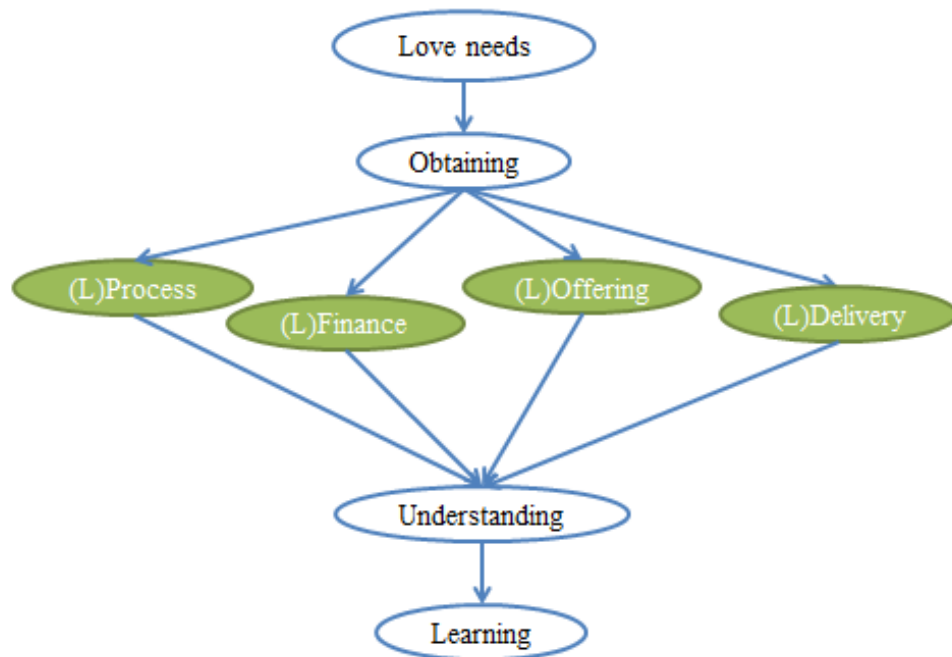 Love needs
Obtaining
(L)Process
(L)Finance
(L)Offering
(L)Delivery
Understanding
Learning